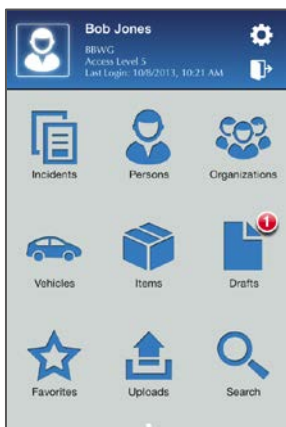 Bob Jones
BBWG
Access Level 5
Last Login: 10/8/2013, 10:21 AM
Incidents
Persons
Organizations
1
Vehicles
Items
Drafts
Favorites
Uploads
Search